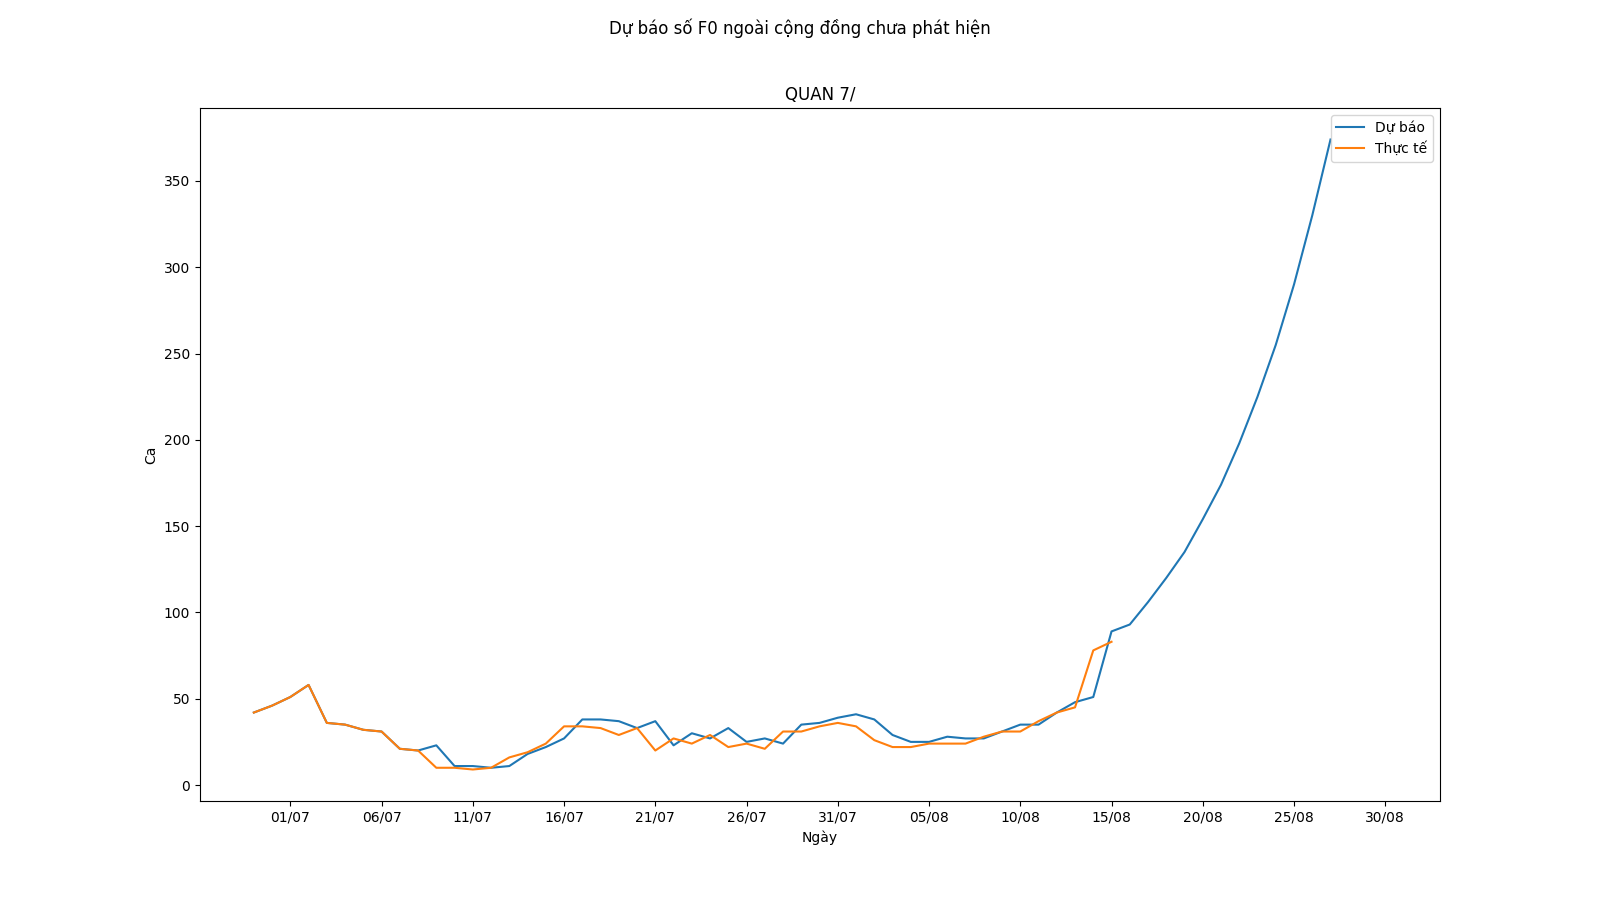 Dự báo số F0 ngoài cộng đồng chưa phát hiện
QUAN 7/
Dự báo
Thực tế
350
300
250
200
150
100
50
0
Ca
01/07 06/07 11/07 16/07 21/07 26/07 31/07 05/08 10/08 15/08 20/08 25/08 30/08
Ngày